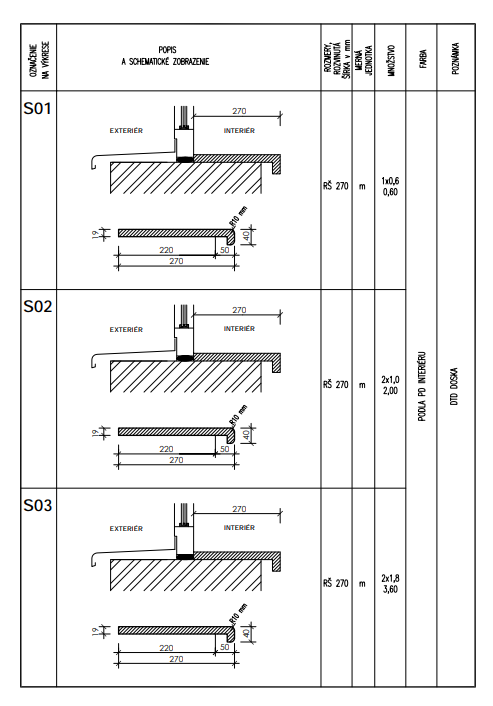 OZNAČENIE
NA VÝKRESE
POPIS
A SCHEMATICKÉ ZOBRAZENIE
ROZMERY,
ROZVINUTÁ
ŠÍRKA v mm
MERNÁ
JEDNOTKA
MNOŽSTVO
FARBA
POZNÁMKA
S01
270
EXTERIÉR
INTERIÉR
RŠ 270
m
1x0,6
0,60
R10 mm
19
40
220
50
270
S02
270
EXTERIÉR
INTERIÉR
RŠ 270
m
2x1,0
2,00
R10 mm
19
40
220
50
270
PODĽA PD INTERIÉRU
DTD DOSKA
S03
270
EXTERIÉR
INTERIÉR
RŠ 270
m
2x1,8
3,60
R10 mm
19
40
220
50
270